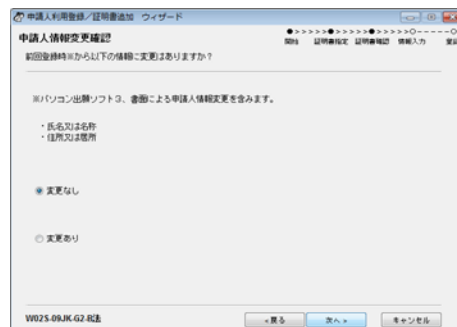 申請人利用登録/証明書追加 ウィザード
申請人情報変更確認
前回登録時※から以下の情報に変更はありますか？
●>>>>>●>>>>>●>>>>>○-----○
開始 証明書指定 証明書確認 情報入力 登
※パソコン出願ソフト３、書面による申請人情報変更を含みます。
・氏名又は名称
・住所又は居所
変更なし
変更あり
W02S-09JK-G2-R法
<戻る 次へ> キャンセル